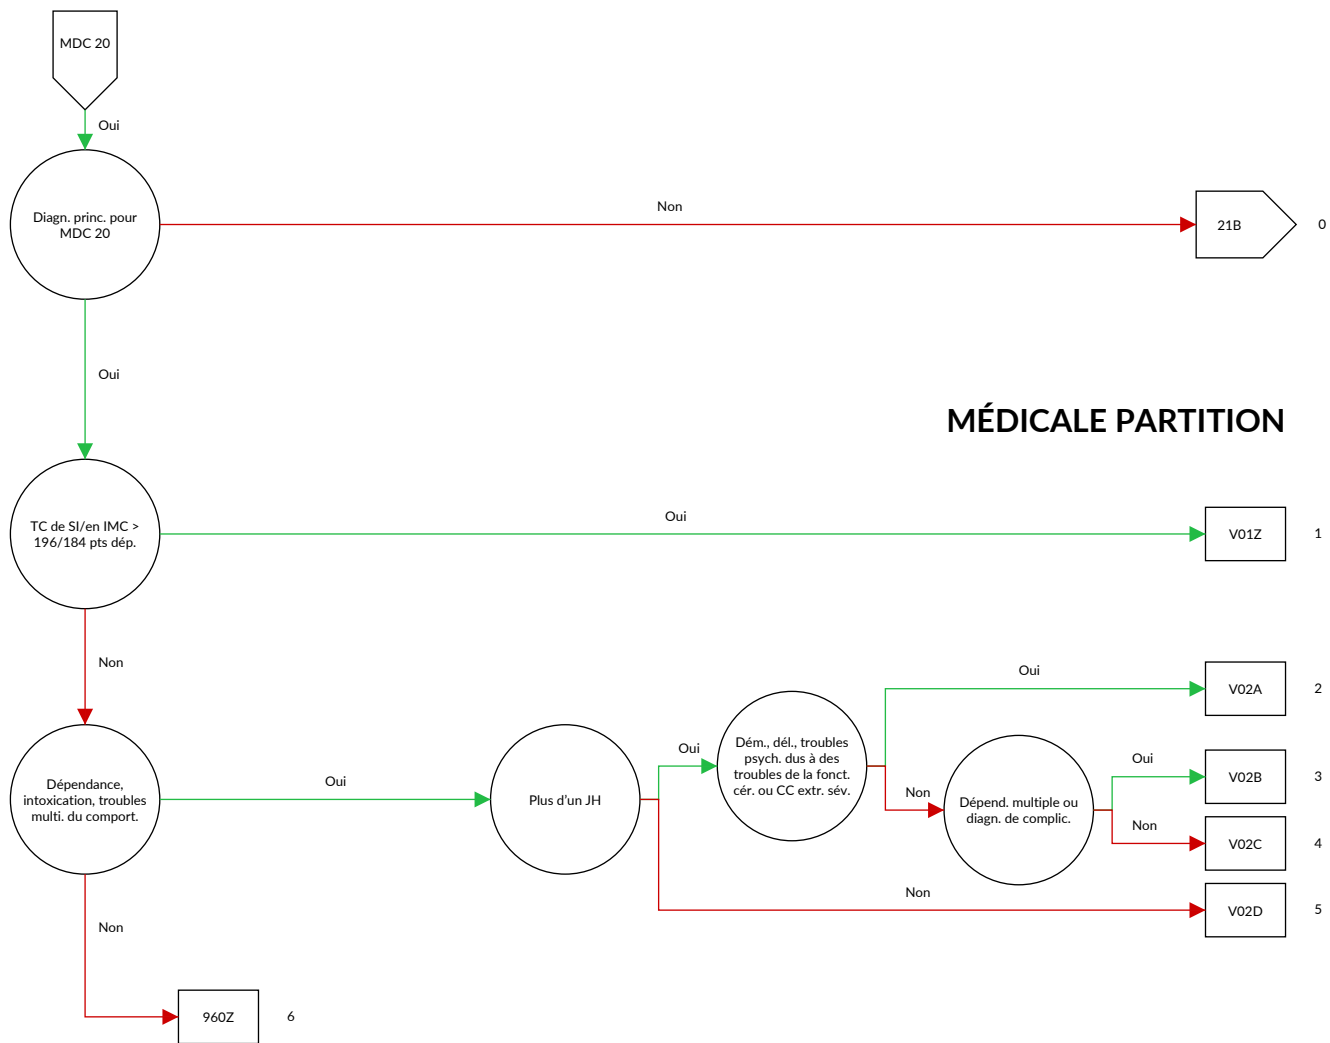 MDC 20
Oui
Diagn. princ. pour
MDC 20
Non
21B
0
Oui
MÉDICALE PARTITION
TC de SI/en IMC >
196/184 pts dép.
Oui
V01Z
1
Non
Dépendance,
intoxication, troubles
multi. du comport.
Oui
Plus d'un JH
Oui
Dém., dél., troubles
psych. dus à des
troubles de la fonct.
cér. ou CC extr. sév.
Oui
V02A
2
Non
Dépend. multiple ou
diagn. de complic.
Oui
V02B
3
Non
V02C
4
Non
V02D
5
Non
960Z
6